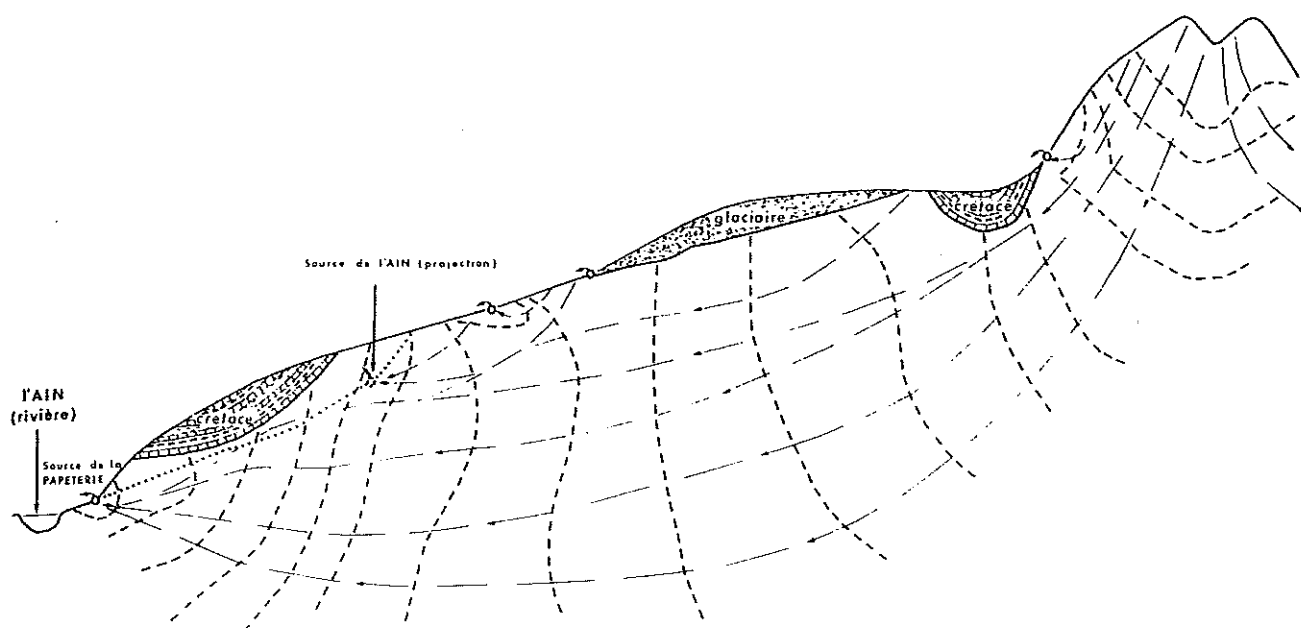 crétacé
glaciaire
Source de l'AIN (projection)
l'AIN
(rivière)
crétacé
Source de la
PAPETERIE